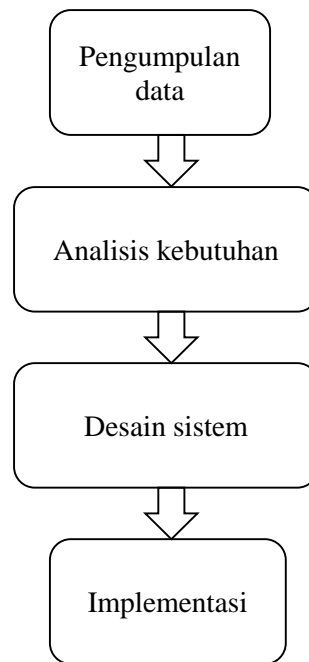 Pengumpulan
data
Analisis kebutuhan
Desain sistem
Implementasi